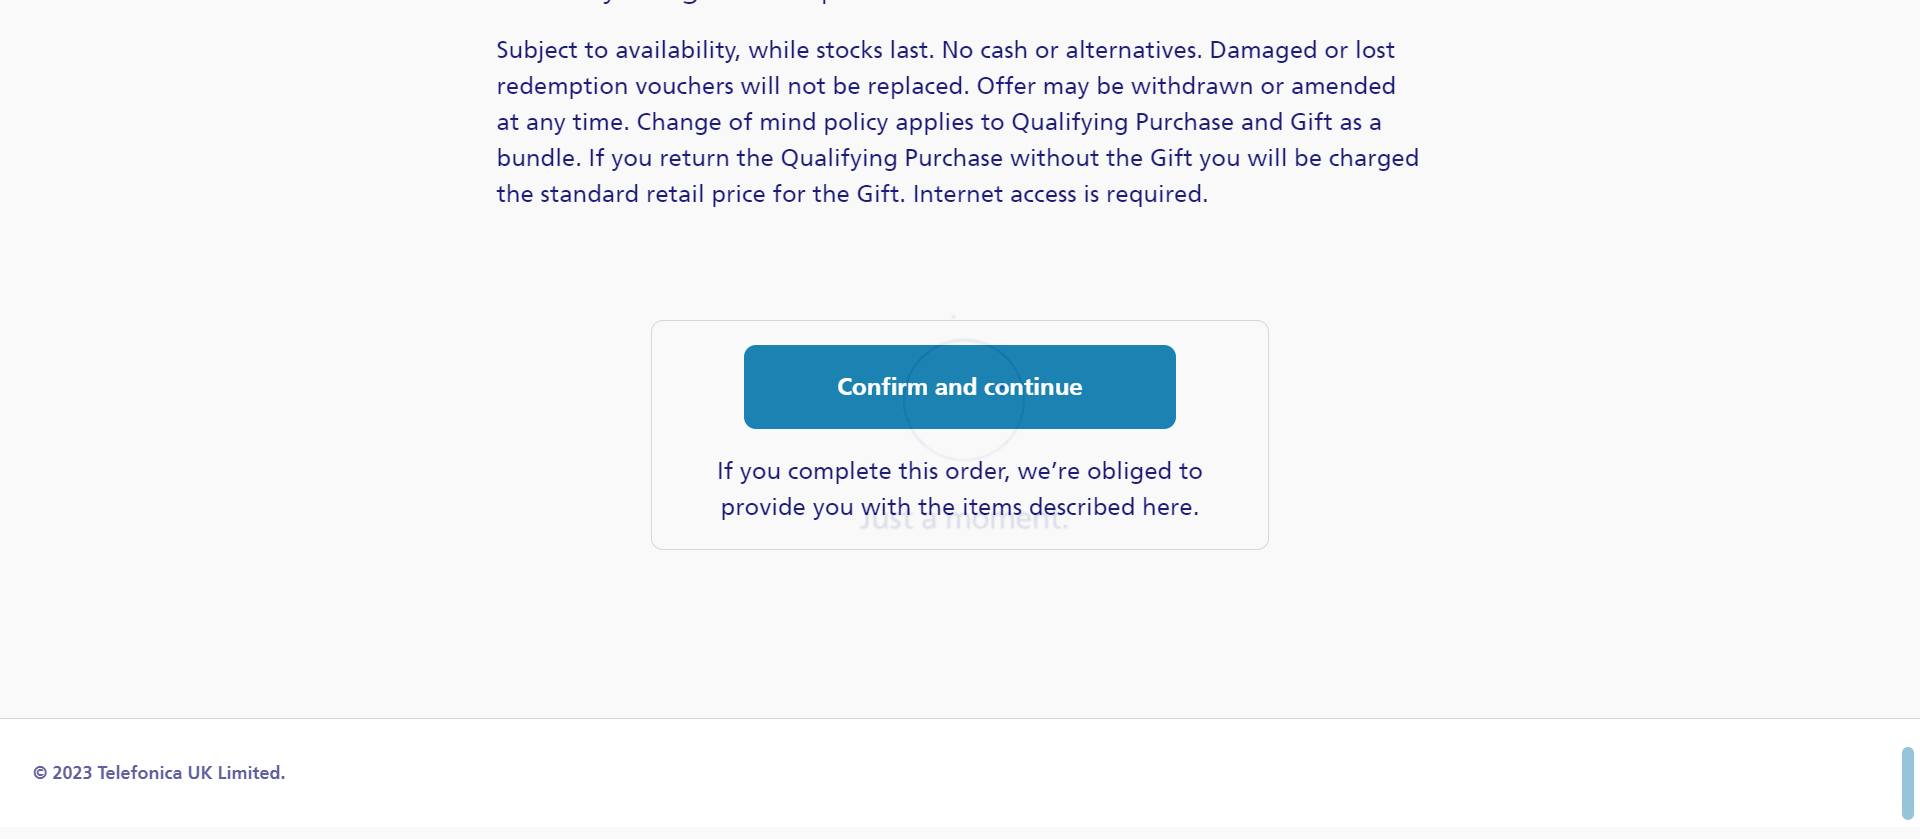 Subject to availability, while stocks last. No cash or alternatives. Damaged or lost
redemption vouchers will not be replaced. Offer may be withdrawn or amended
at any time. Change of mind policy applies to Qualifying Purchase and Gift as a
bundle. If you return the Qualifying Purchase without the Gift you will be charged
the standard retail price for the Gift. Internet access is required.
Confirm and continue
If you complete this order, we’re obliged to
provide you with the items described here.
Just a moment.
© 2023 Telefonica UK Limited.